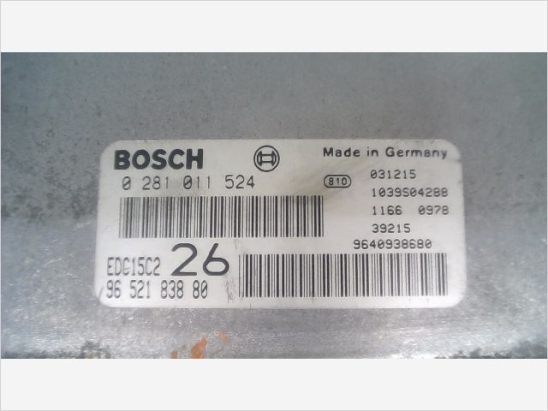 BOSCH Made in Germany
0 281 011 524 810 031215
1039S04288
1166 0978
39215
9640938680
EDC15C2 26
96 521 838 80